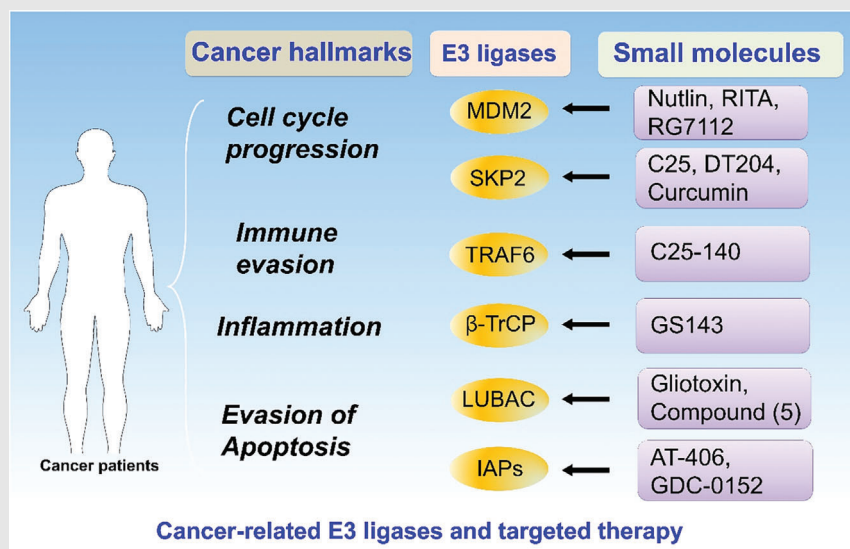 Cancer hallmarks
E3 ligases
Small molecules
Cell cycle
progression
MDM2
Nutlin, RITA,
RG7112
SKP2
C25, DT204,
Curcumin
Immune
evasion
TRAF6
C25-140
Inflammation
β-TrCP
GS143
Evasion of
Apoptosis
LUBAC
Gliotoxin,
Compound (5)
IAPs
AT-406,
GDC-0152
Cancer patients
Cancer-related E3 ligases and targeted therapy